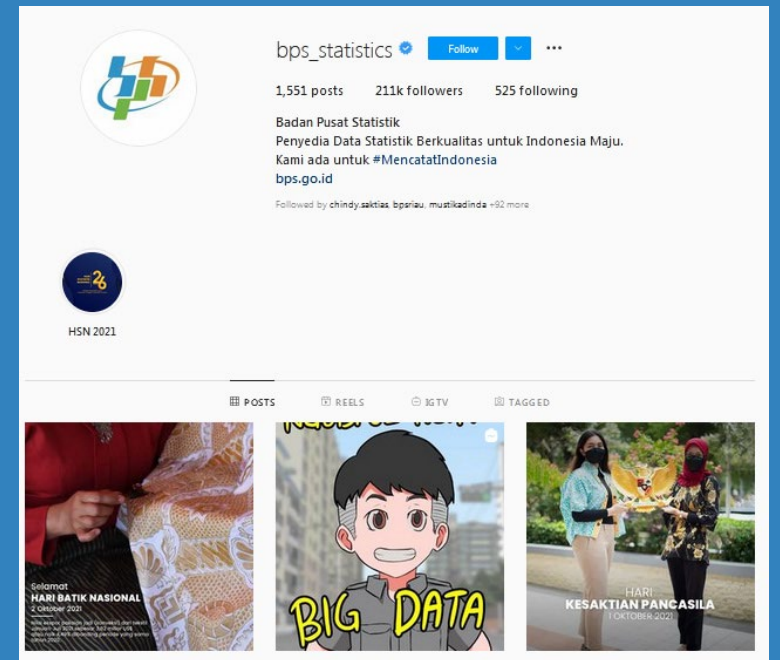 bps_statistics
Follow
1,551 posts 211k followers 525 following
Badan Pusat Statistik
Penyedia Data Statistik Berkualitas untuk Indonesia Maju.
Kami ada untuk #MencatatIndonesia
bps.go.id
Followed by chindy.saktias, bpsriau, mustikadinda +92 more
26
HSN 2021
POSTS REELS IGTV TAGGED
Selamat
HARI BATIK NASIONAL
2 Oktober 2021
BIG DATA
HARI
KESAKTIAN PANCASILA
1 OKTOBER 2021